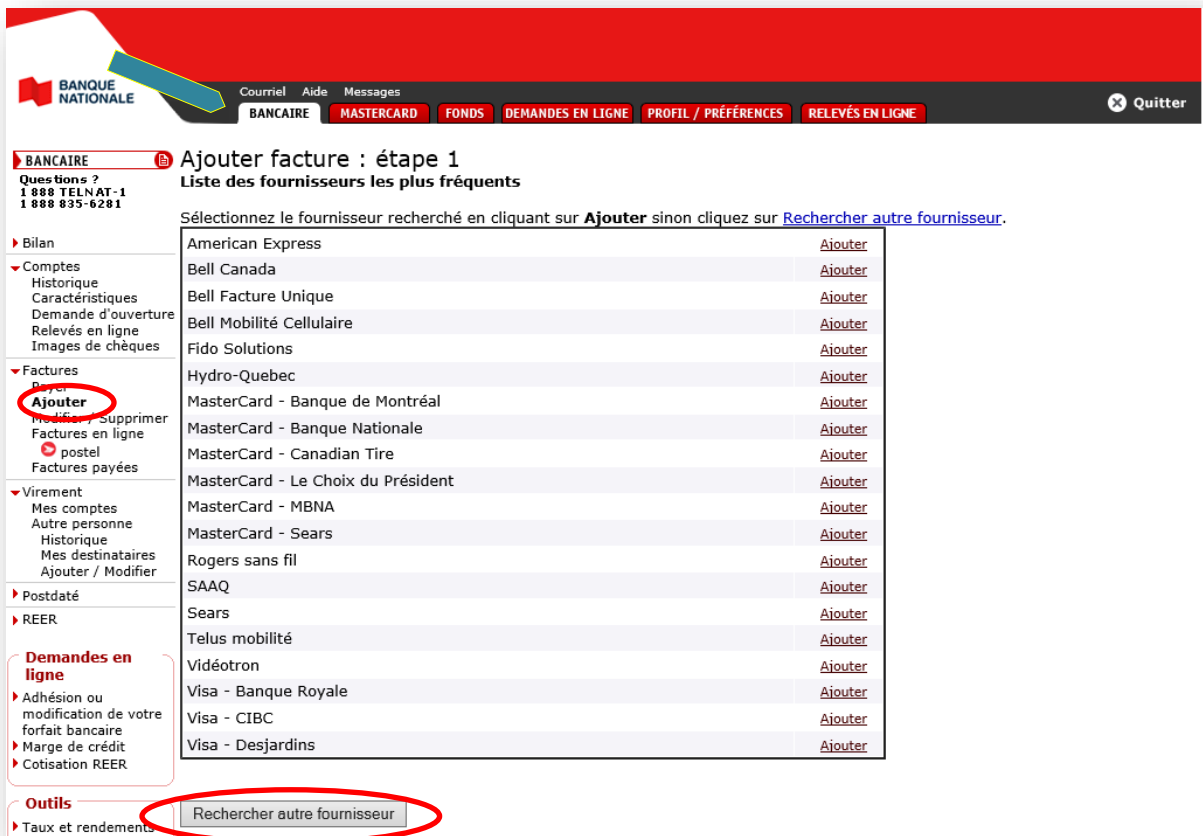 BANQUE
NATIONALE
Courriel Aide Messages
BANCAIRE MASTERCARD FONDS DEMANDES EN LIGNE PROFIL / PRÉFÉRENCES RELEVÉS EN LIGNE
Quitter
BANCAIRE
Questions ?
1 888 TELNAT-1
1 888 835-6281
Bilan
Comptes
Historique
Caractéristiques
Demande d'ouverture
Relevés en ligne
Images de chèques
Factures
Payer
Ajouter
Modifier / Supprimer
Factures en ligne
postel
Factures payées
Virement
Mes comptes
Autre personne
Historique
Mes destinataires
Ajouter / Modifier
Postdaté
REER
Demandes en
ligne
Adhésion ou
modification de votre
forfait bancaire
Marge de crédit
Cotisation REER
Outils
Taux et rendements
Ajouter facture : étape 1
Liste des fournisseurs les plus fréquents
Sélectionnez le fournisseur recherché en cliquant sur Ajouter sinon cliquez sur Rechercher autre fournisseur.
American Express Ajouter
Bell Canada Ajouter
Bell Facture Unique Ajouter
Bell Mobilité Cellulaire Ajouter
Fido Solutions Ajouter
Hydro-Quebec Ajouter
MasterCard - Banque de Montréal Ajouter
MasterCard - Banque Nationale Ajouter
MasterCard - Canadian Tire Ajouter
MasterCard - Le Choix du Président Ajouter
MasterCard - MBNA Ajouter
MasterCard - Sears Ajouter
Rogers sans fil Ajouter
SAAQ Ajouter
Sears Ajouter
Telus mobilité Ajouter
Vidéotron Ajouter
Visa - Banque Royale Ajouter
Visa - CIBC Ajouter
Visa - Desjardins Ajouter
Rechercher autre fournisseur